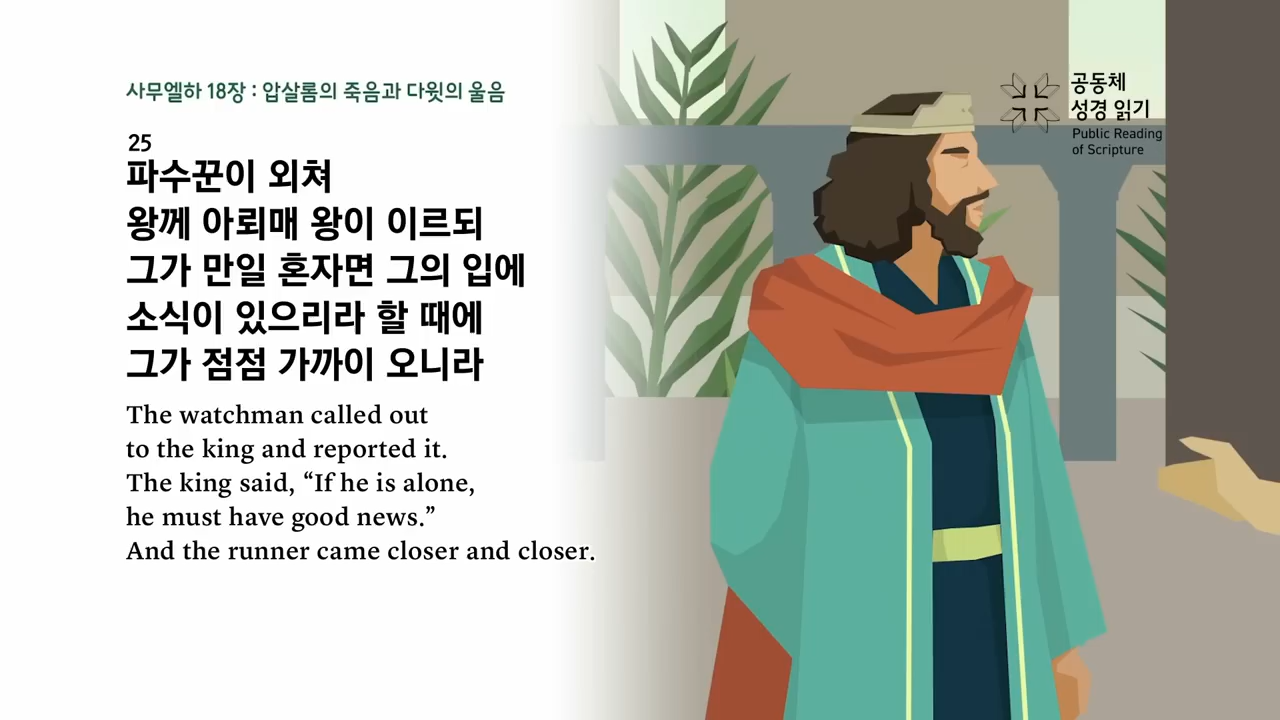 사무엘하 18장 : 압살롬의 죽음과 다윗의 울음
25
파수꾼이 외쳐
왕께 아뢰매 왕이 이르되
그가 만일 혼자면 그의 입에
소식이 있으리라 할 때에
그가 점점 가까이 오니라
The watchman called out
to the king and reported it.
The king said, “If he is alone,
he must have good news.”
And the runner came closer and closer.
공동체
성경 읽기
Public Reading
of Scripture